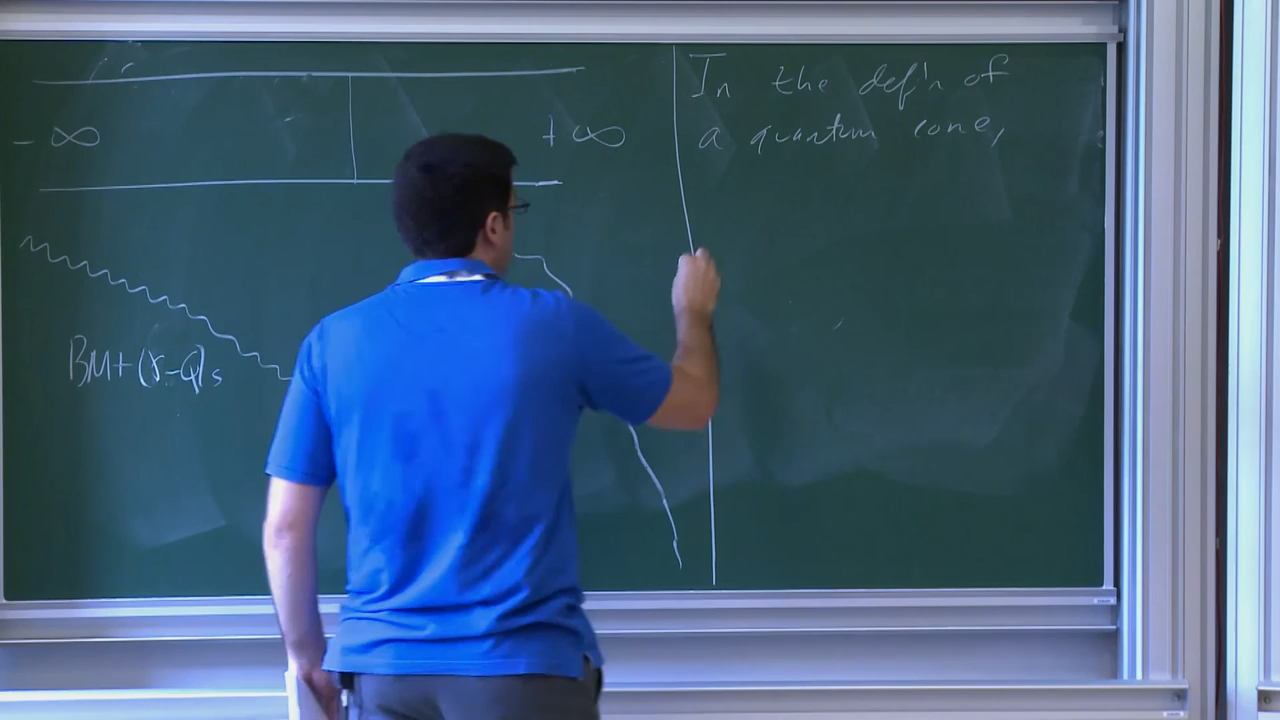 - ∞
+ ∞
BM + (γ-Q)s
In the def'n of
a quantum cone,